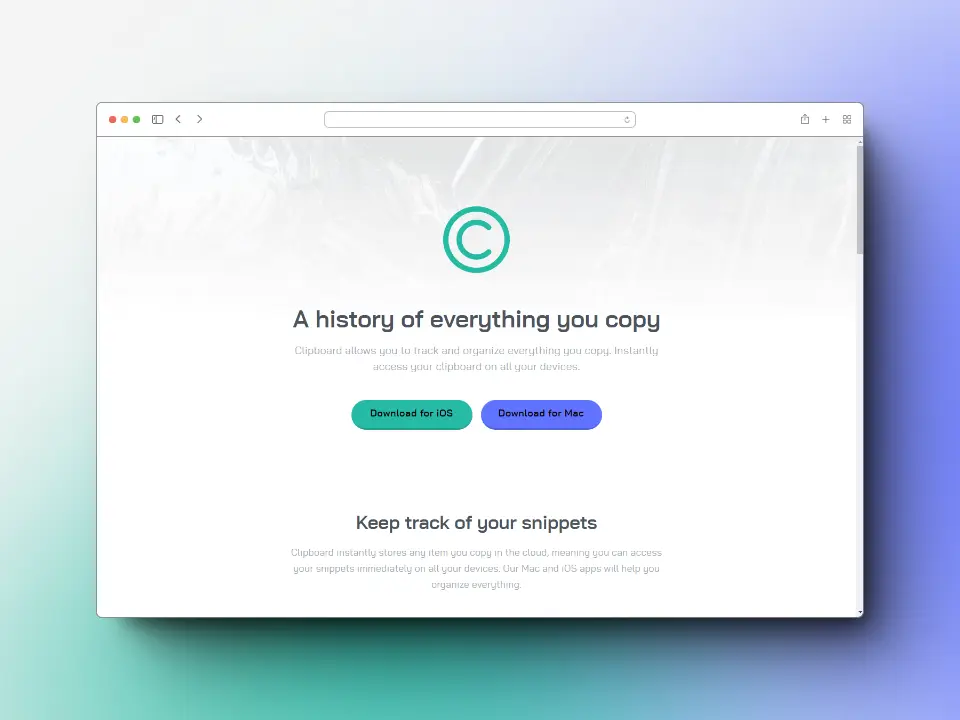 C
A history of everything you copy
Clipboard allows you to track and organize everything you copy. Instantly
access your clipboard on all your devices.
Download for iOS
Download for Mac
Keep track of your snippets
Clipboard instantly stores any item you copy in the cloud, meaning you can access
your snippets immediately on all your devices. Our Mac and iOS apps will help you
organize everything.